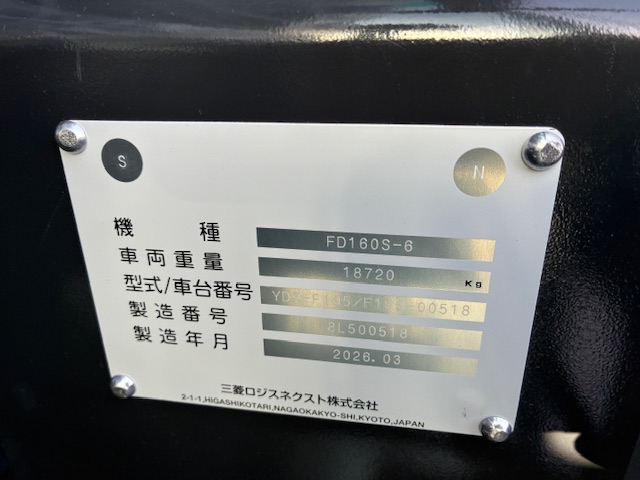 S N
機種 FD160S-6
車両重量 18720 Kg
型式/車台番号
製造番号 8L500518
製造年月 2026.03
三菱ロジスネクスト株式会社
2-1-1,HIGASHIKOTARI,NAGAOKAKYO-SHI,KYOTO,JAPAN